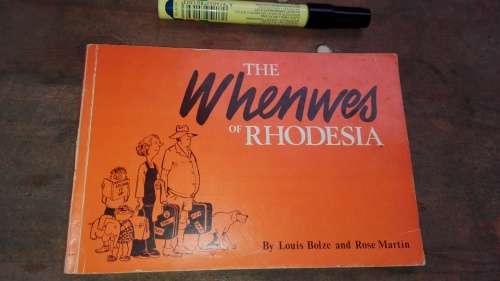 THE
Whenwes
OF RHODESIA
By Louis Bolze and Rose Martin